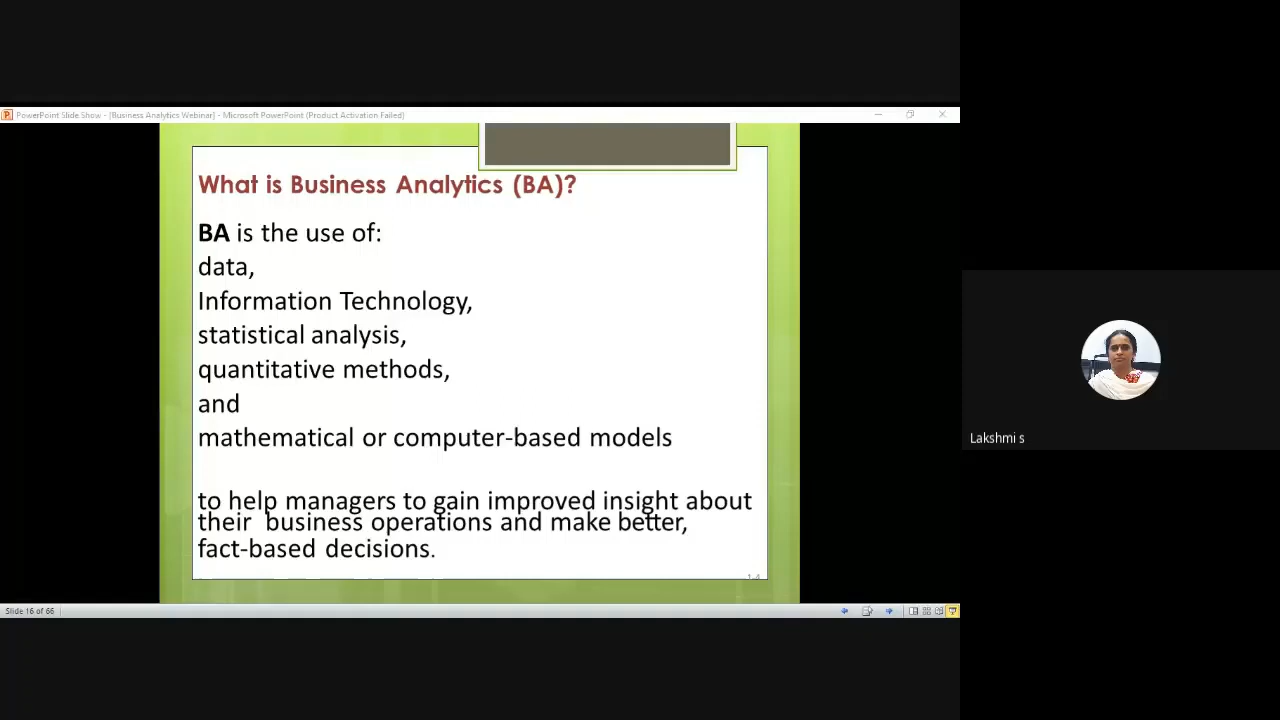 PowerPoint Slide Show - [Business Analytics Webinar] - Microsoft PowerPoint (Product Activation Failed)
What is Business Analytics (BA)?
BA is the use of:
data,
Information Technology,
statistical analysis,
quantitative methods,
and
mathematical or computer-based models
to help managers to gain improved insight about
their business operations and make better,
fact-based decisions.
1-4
Lakshmi s
Slide 16 of 66